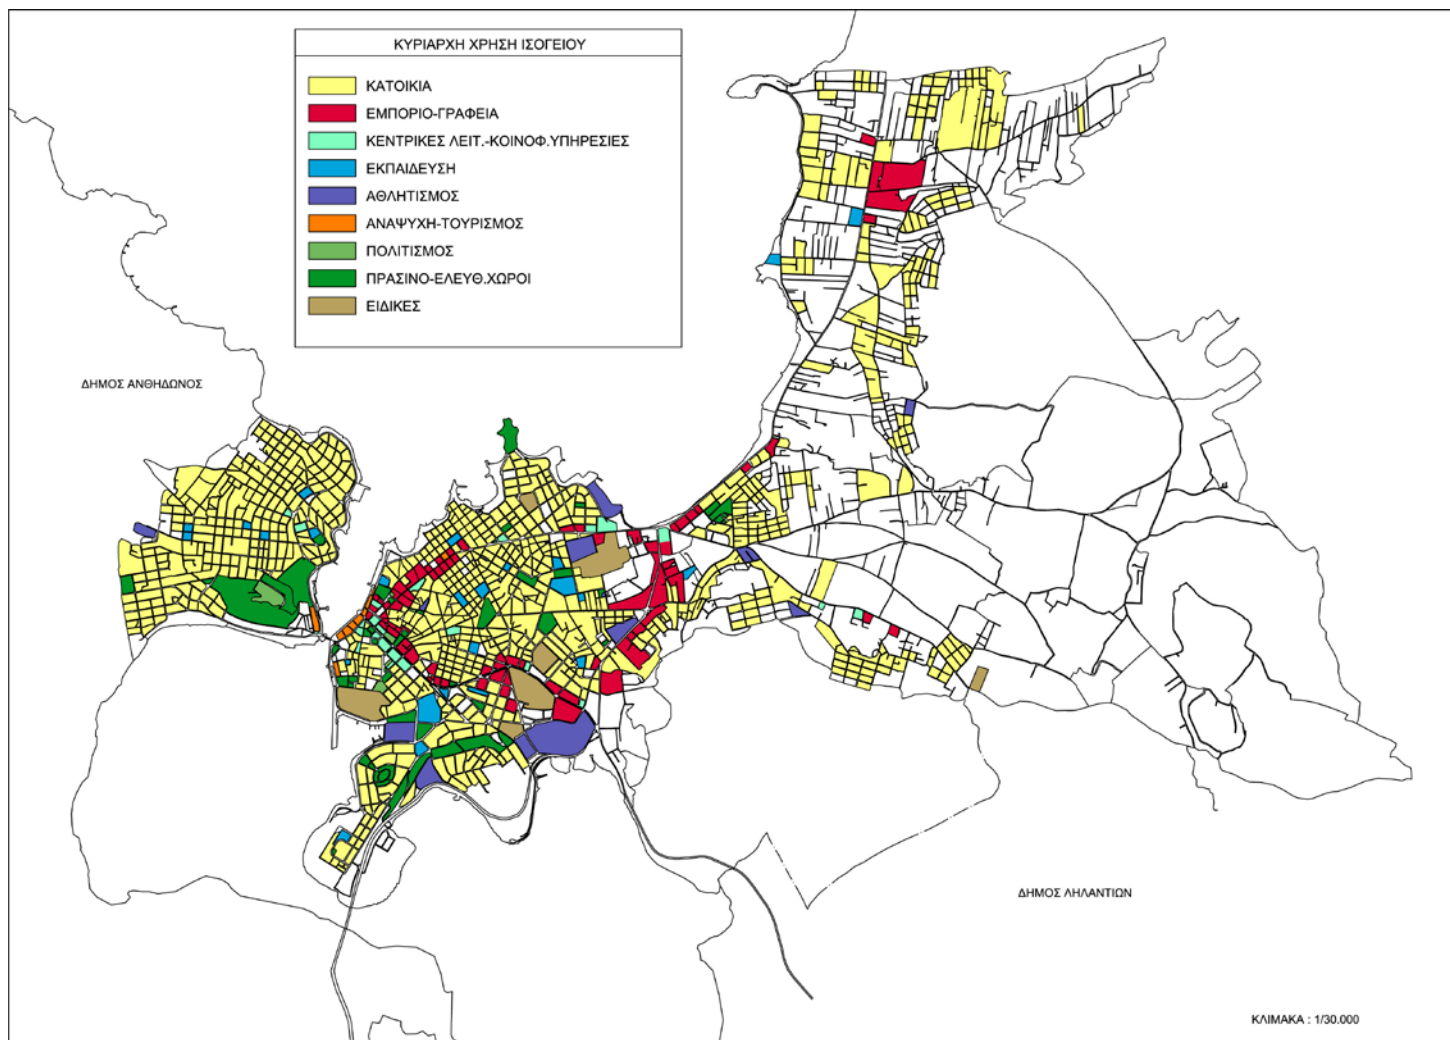 ΚΥΡΙΑΡΧΗ ΧΡΗΣΗ ΙΣΟΓΕΙΟΥ
ΚΑΤΟΙΚΙΑ
ΕΜΠΟΡΙΟ-ΓΡΑΦΕΙΑ
ΚΕΝΤΡΙΚΕΣ ΛΕΙΤ.-ΚΟΙΝΟΦ.ΥΠΗΡΕΣΙΕΣ
ΕΚΠΑΙΔΕΥΣΗ
ΑΘΛΗΤΙΣΜΟΣ
ΑΝΑΨΥΧΗ-ΤΟΥΡΙΣΜΟΣ
ΠΟΛΙΤΙΣΜΟΣ
ΠΡΑΣΙΝΟ-ΕΛΕΥΘ.ΧΩΡΟΙ
ΕΙΔΙΚΕΣ
ΔΗΜΟΣ ΑΝΘΗΔΩΝΟΣ
ΔΗΜΟΣ ΛΗΛΑΝΤΙΩΝ
ΚΛΙΜΑΚΑ : 1/30.000